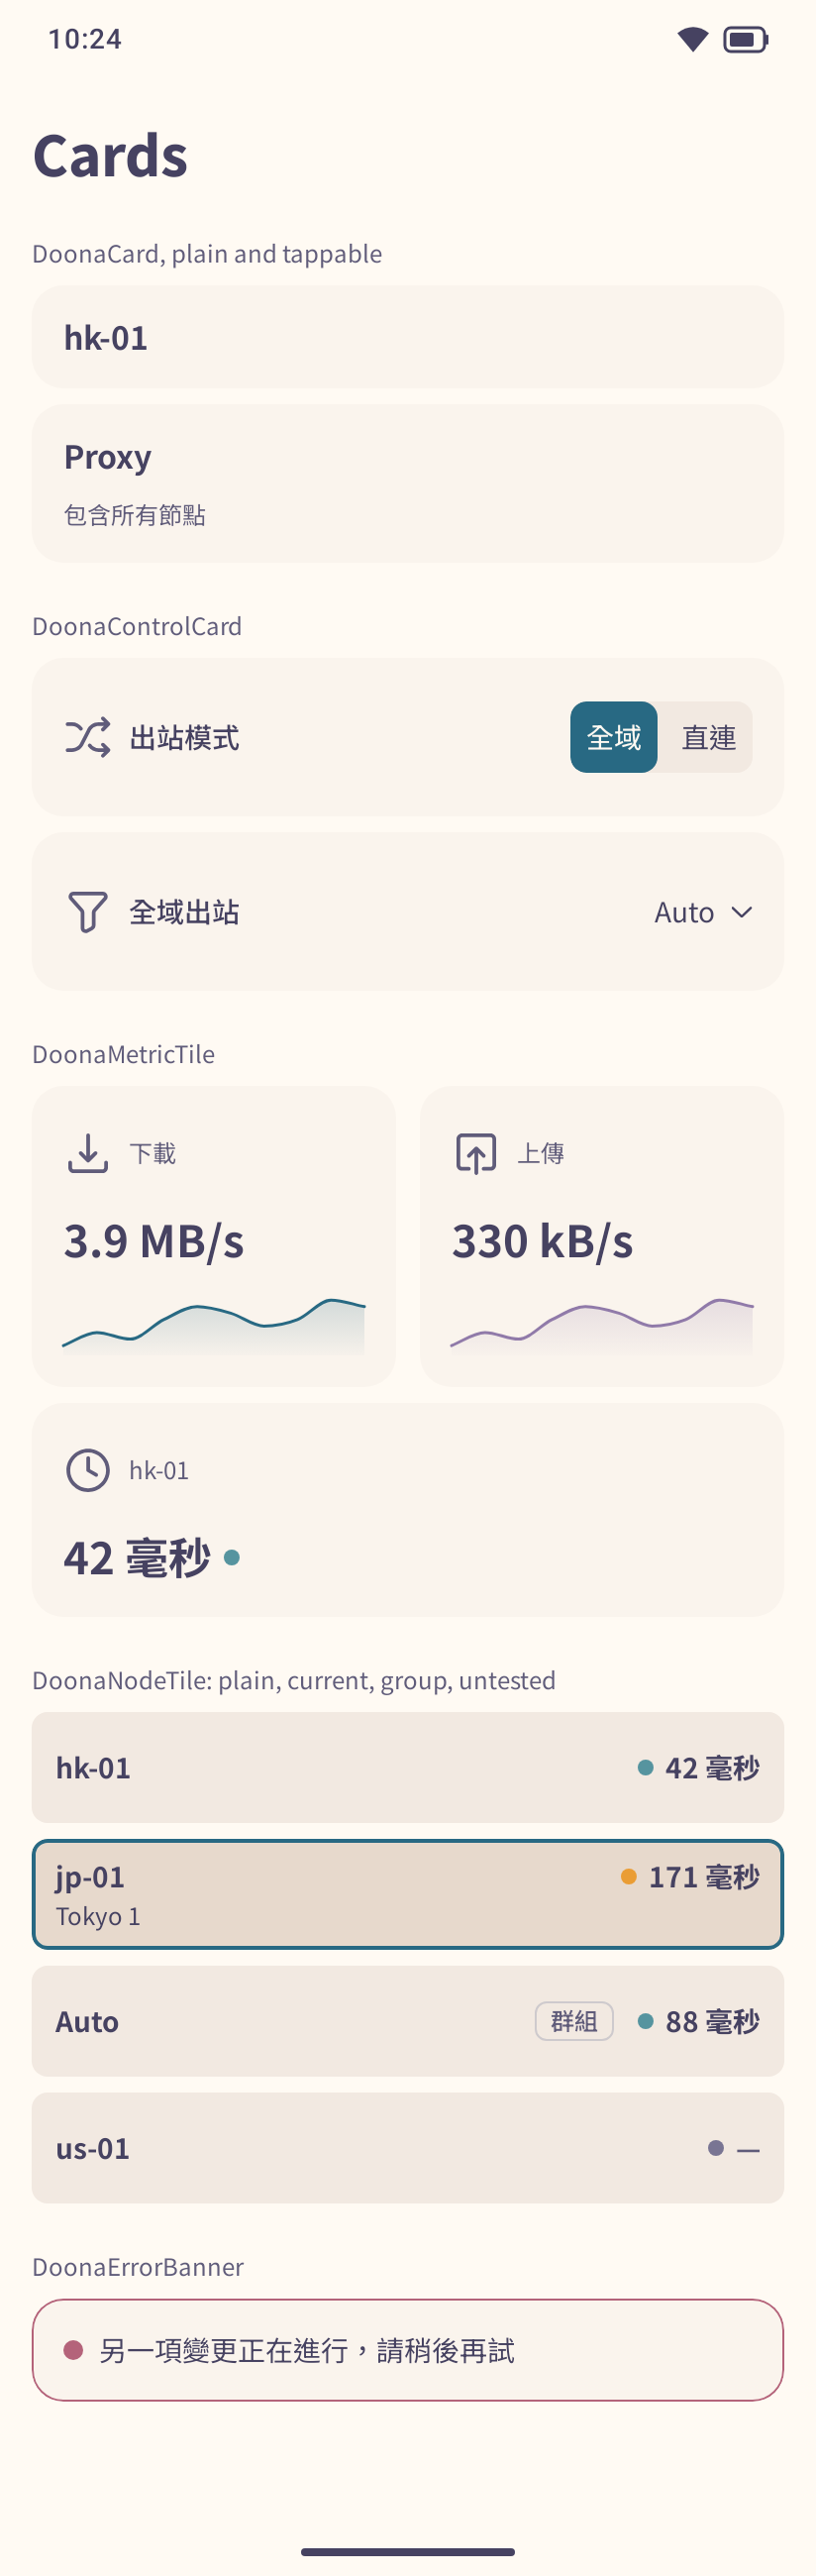 10:24
Cards
DoonaCard, plain and tappable
hk-01
Proxy
包含所有節點
DoonaControlCard
出站模式 全域 直連
全域出站 Auto
DoonaMetricTile
下載 上傳
3.9 MB/s 330 kB/s
hk-01
42 毫秒
DoonaNodeTile: plain, current, group, untested
hk-01 42 毫秒
jp-01 171 毫秒
Tokyo 1
Auto 群組 88 毫秒
us-01 —
DoonaErrorBanner
另一項變更正在進行，請稍後再試